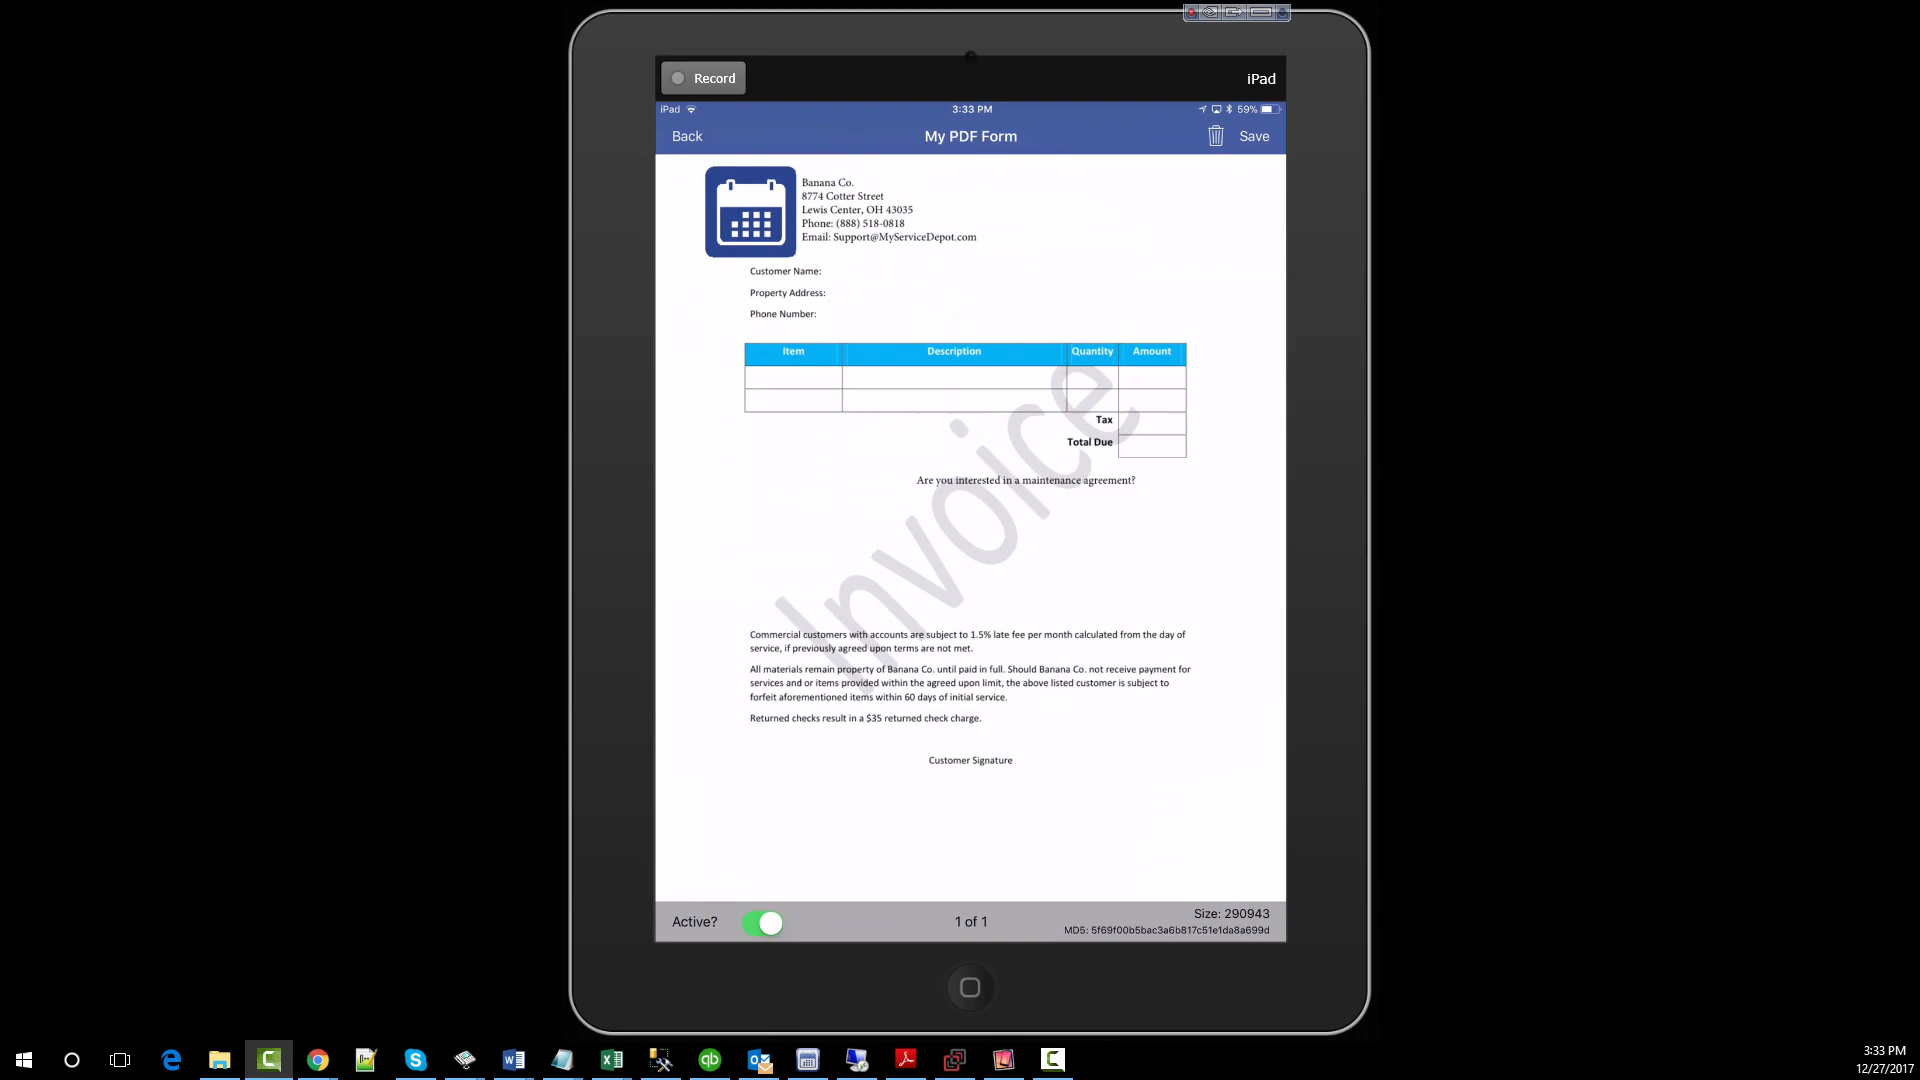 Record
iPad
iPad
3:33 PM
59%
Back
My PDF Form
Save
Banana Co.
8774 Cotter Street
Lewis Center, OH 43035
Phone: (888) 518-0818
Email: Support@MyServiceDepot.com
Customer Name:
Property Address:
Phone Number:
Item Description Quantity Amount
Tax
Total Due
Are you interested in a maintenance agreement?
Invoice
Commercial customers with accounts are subject to 1.5% late fee per month calculated from the day of
service, if previously agreed upon terms are not met.
All materials remain property of Banana Co. until paid in full. Should Banana Co. not receive payment for
services and or items provided within the agreed upon limit, the above listed customer is subject to
forfeit aforementioned items within 60 days of initial service.
Returned checks result in a $35 returned check charge.
Customer Signature
Active?
1 of 1
Size: 290943
MD5: 5f69f00b5bac3a6b817c51e1da8a699d
3:33 PM
12/27/2017